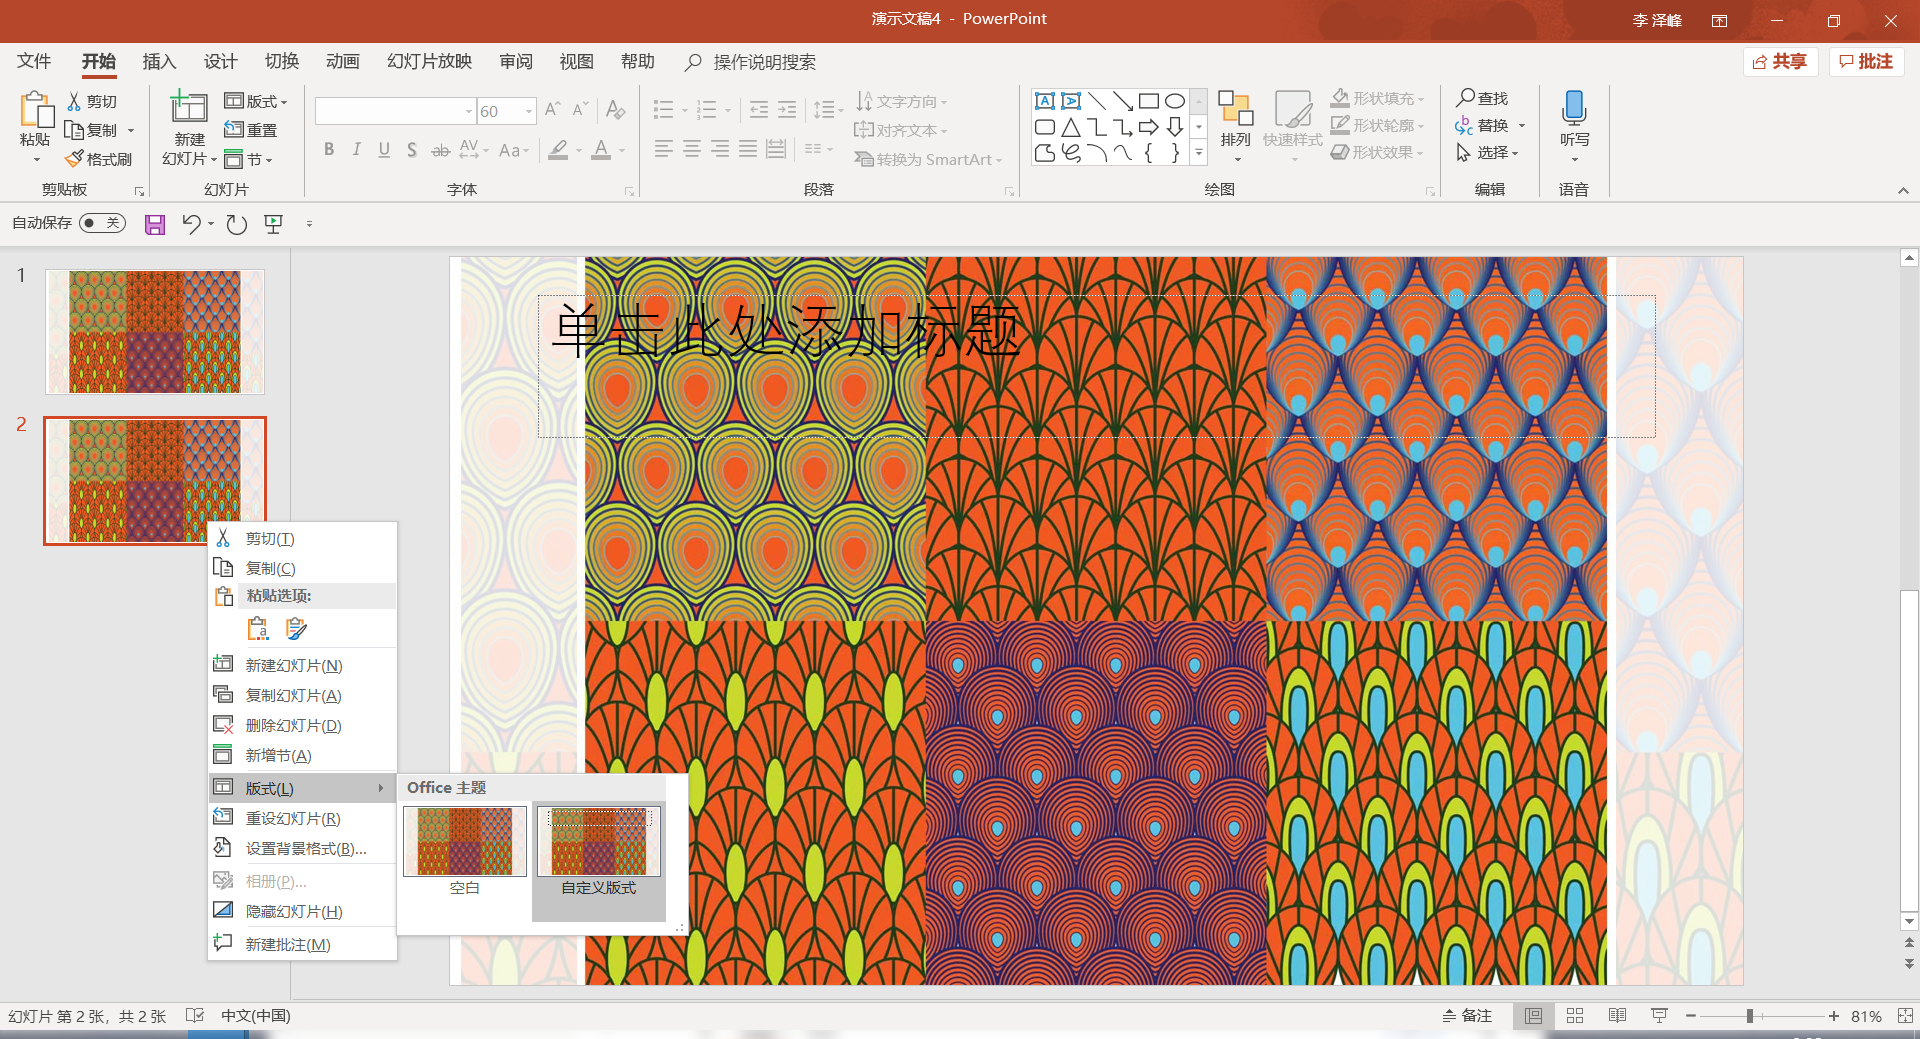 演示文稿4 - PowerPoint
李 泽峰
文件 开始 插入 设计 切换 动画 幻灯片放映 审阅 视图 帮助 操作说明搜索
共享 批注
粘贴
剪切
复制
格式刷
剪贴板
新建
幻灯片
版式
重置
节
幻灯片
60
B I U S ab AV Aa A
字体
文字方向
对齐文本
转换为 SmartArt
段落
排列
快速样式
形状填充
形状轮廓
形状效果
绘图
查找
替换
选择
编辑
听写
语音
自动保存 关
1
2
单击此处添加标题
剪切(T)
复制(C)
粘贴选项:
新建幻灯片(N)
复制幻灯片(A)
删除幻灯片(D)
新增节(A)
版式(L)
重设幻灯片(R)
设置背景格式(B)...
相册(P)...
隐藏幻灯片(H)
新建批注(M)
Office 主题
空白
自定义版式
幻灯片 第 2 张，共 2 张 中文(中国)
备注
81%